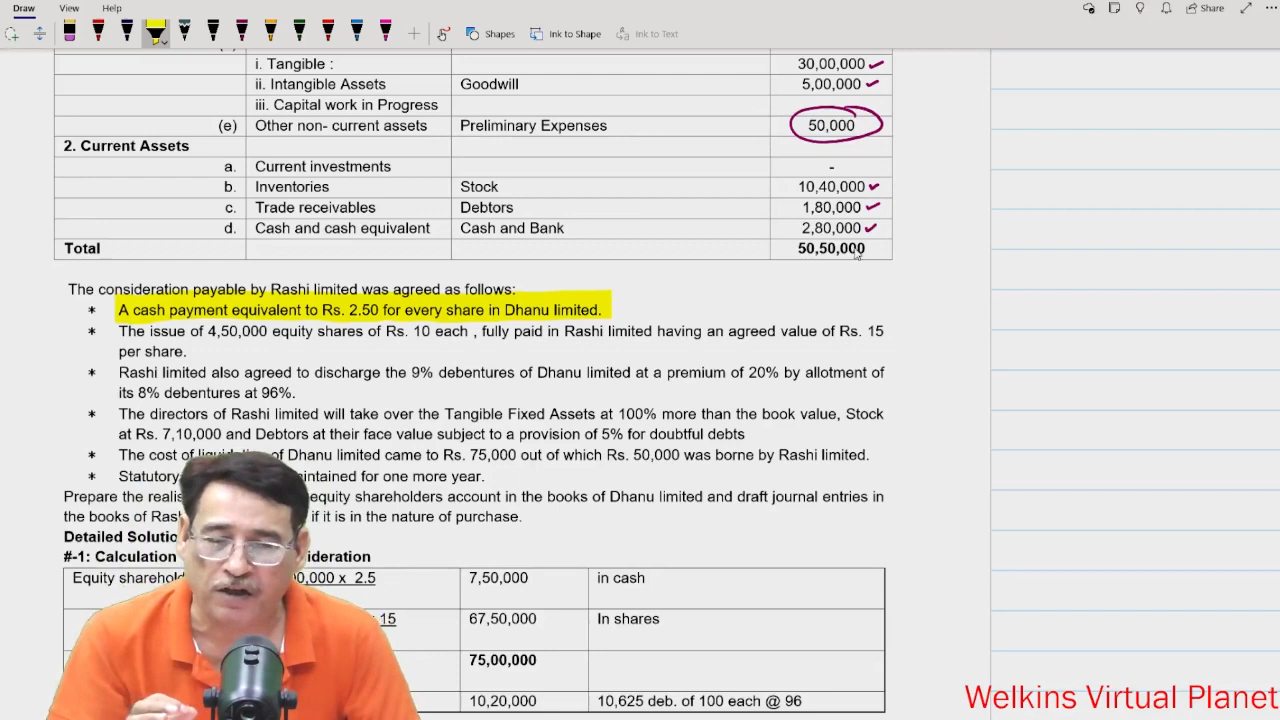 Draw View Help
Shapes Ink to Shape Ink to Text Share
i. Tangible : 30,00,000
ii. Intangible Assets Goodwill 5,00,000
iii. Capital work in Progress
(e) Other non- current assets Preliminary Expenses 50,000
2. Current Assets
a. Current investments -
b. Inventories Stock 10,40,000
c. Trade receivables Debtors 1,80,000
d. Cash and cash equivalent Cash and Bank 2,80,000
Total 50,50,000
The consideration payable by Rashi limited was agreed as follows:
* A cash payment equivalent to Rs. 2.50 for every share in Dhanu limited.
* The issue of 4,50,000 equity shares of Rs. 10 each , fully paid in Rashi limited having an agreed value of Rs. 15
per share.
* Rashi limited also agreed to discharge the 9% debentures of Dhanu limited at a premium of 20% by allotment of
its 8% debentures at 96%.
* The directors of Rashi limited will take over the Tangible Fixed Assets at 100% more than the book value, Stock
at Rs. 7,10,000 and Debtors at their face value subject to a provision of 5% for doubtful debts
* The cost of liquidation of Dhanu limited came to Rs. 75,000 out of which Rs. 50,000 was borne by Rashi limited.
* Statutory maintained for one more year.
Prepare the realis equity shareholders account in the books of Dhanu limited and draft journal entries in
the books of Rash if it is in the nature of purchase.
Detailed Solutio
#-1: Calculation ideration
Equity sharehold 00,000 x 2.5 7,50,000 in cash
15 67,50,000 In shares
75,00,000
10,20,000 10,625 deb. of 100 each @ 96
Welkins Virtual Planet